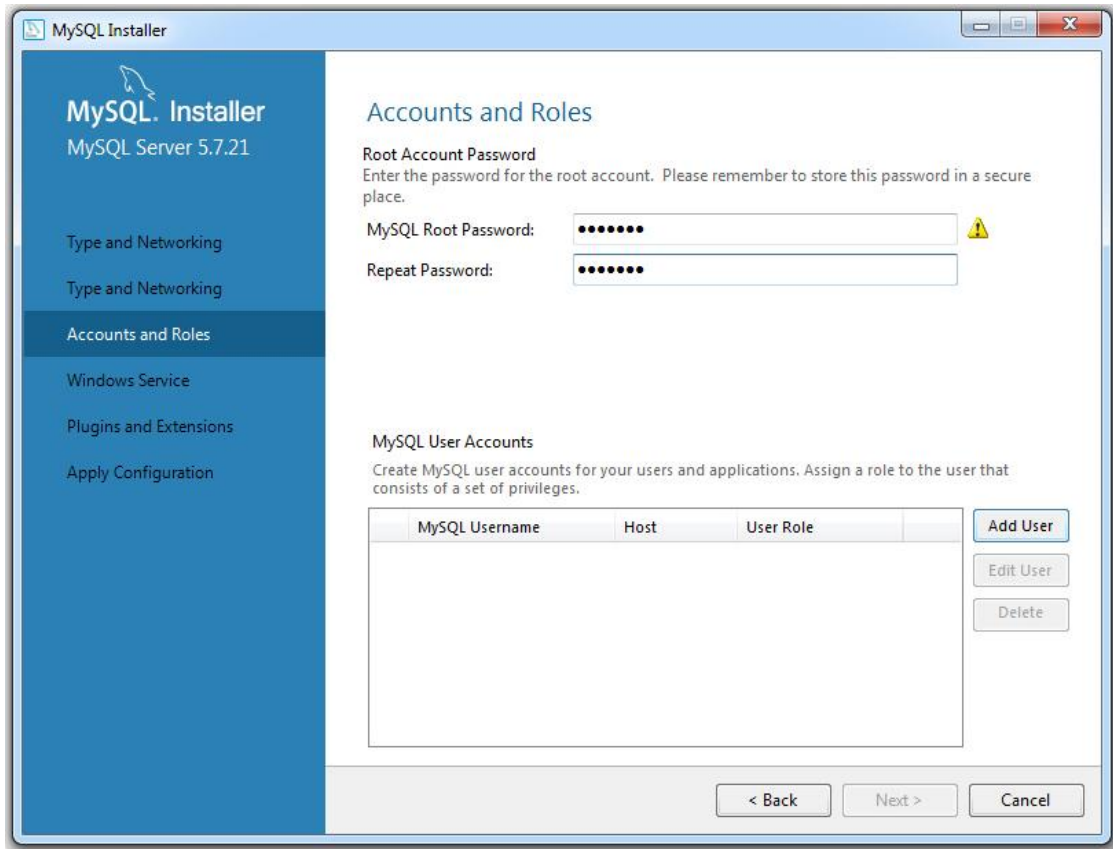 MySQL Installer
MySQL. Installer
MySQL Server 5.7.21
Type and Networking
Type and Networking
Accounts and Roles
Windows Service
Plugins and Extensions
Apply Configuration
Accounts and Roles
Root Account Password
Enter the password for the root account.  Please remember to store this password in a secure
place.
MySQL Root Password: •••••••
Repeat Password: •••••••
MySQL User Accounts
Create MySQL user accounts for your users and applications. Assign a role to the user that
consists of a set of privileges.
MySQL Username Host User Role
Add User
Edit User
Delete
< Back Next > Cancel